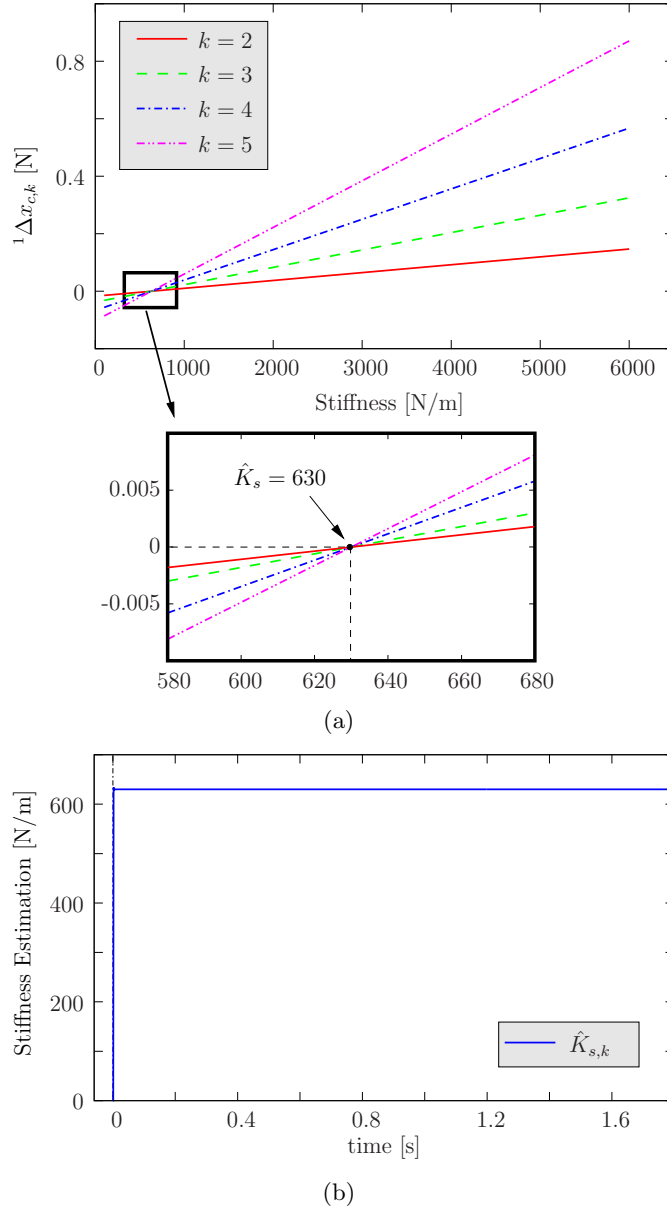 k = 2
k = 3
k = 4
k = 5
¹Δx_{c,k} [N]
0.8
0.4
0
0 1000 2000 3000 4000 5000 6000
Stiffness [N/m]
K̂_s = 630
0.005
0
-0.005
580 600 620 640 660 680
(a)
Stiffness Estimation [N/m]
600
400
200
0
K̂_{s,k}
0 0.4 0.8 1.2 1.6
time [s]
(b)